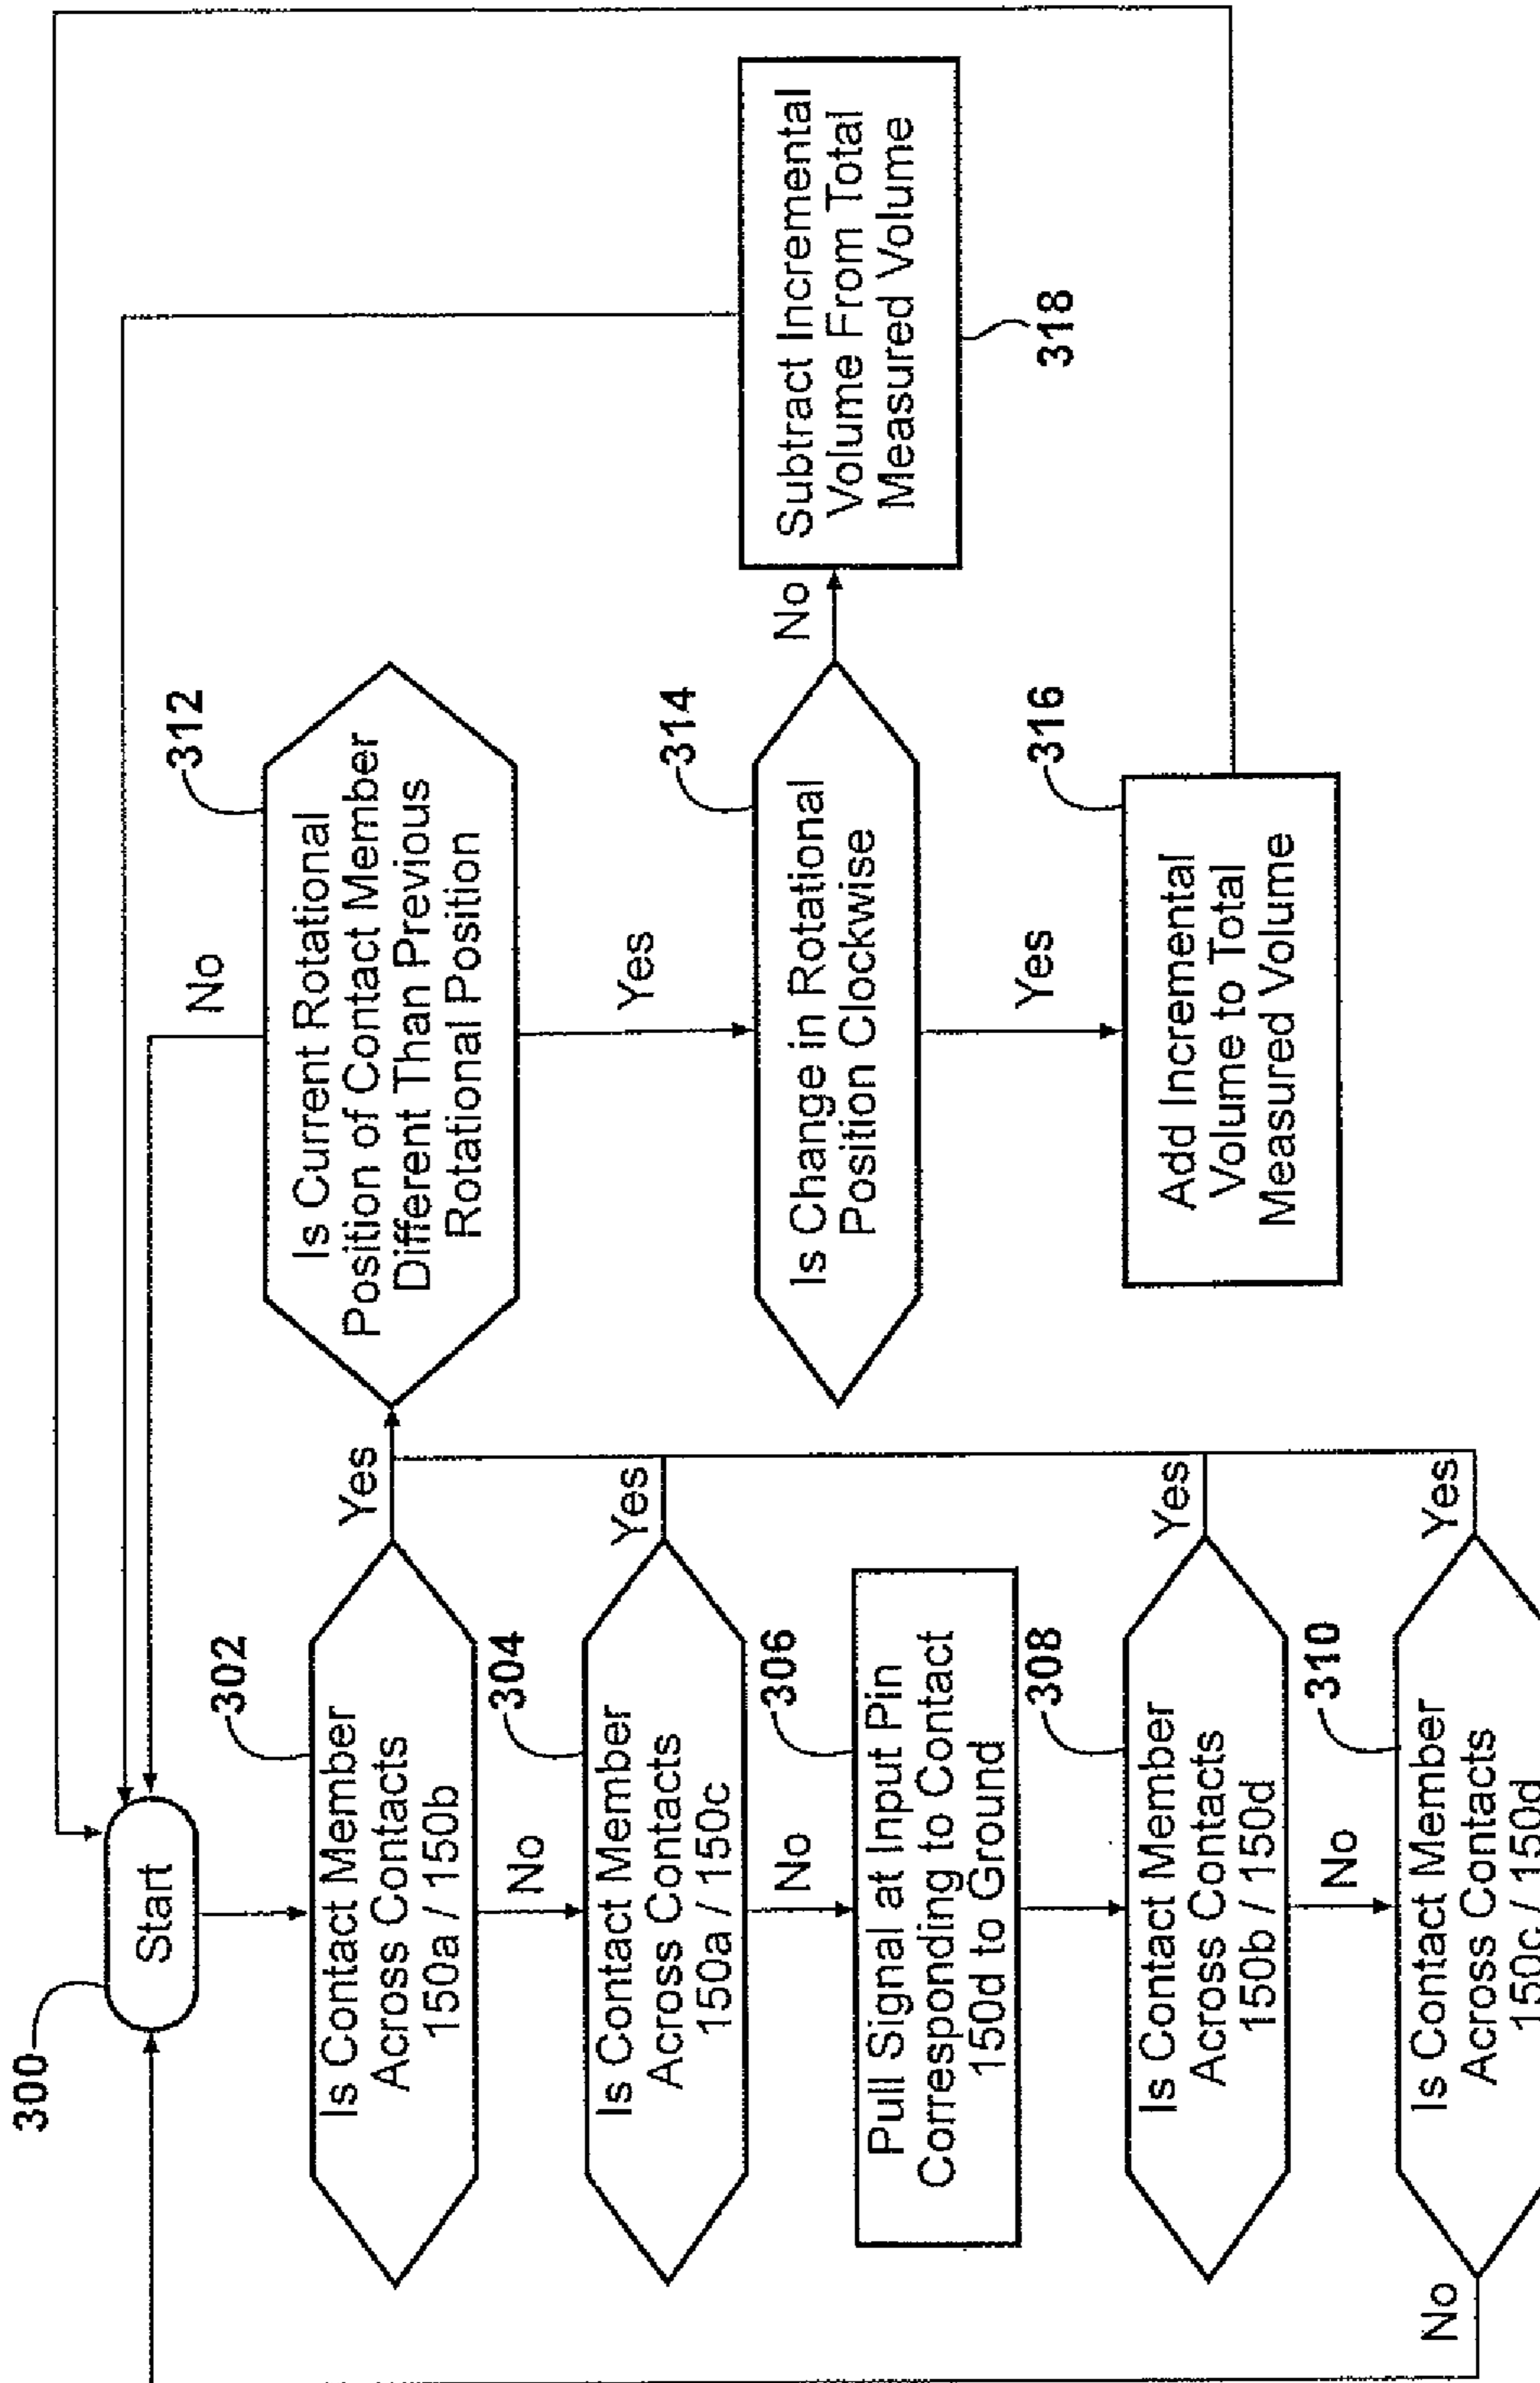 300
Start
302
Is Contact Member
Across Contacts
150a / 150b
Yes
No
304
Is Contact Member
Across Contacts
150a / 150c
Yes
No
306
Pull Signal at Input Pin
Corresponding to Contact
150d to Ground
308
Is Contact Member
Across Contacts
150b / 150d
Yes
No
310
Is Contact Member
Across Contacts
150c / 150d
Yes
No
312
Is Current Rotational
Position of Contact Member
Different Than Previous
Rotational Position
No
Yes
314
Is Change in Rotational
Position Clockwise
No
Yes
316
Add Incremental
Volume to Total
Measured Volume
Subtract Incremental
Volume From Total
Measured Volume
318